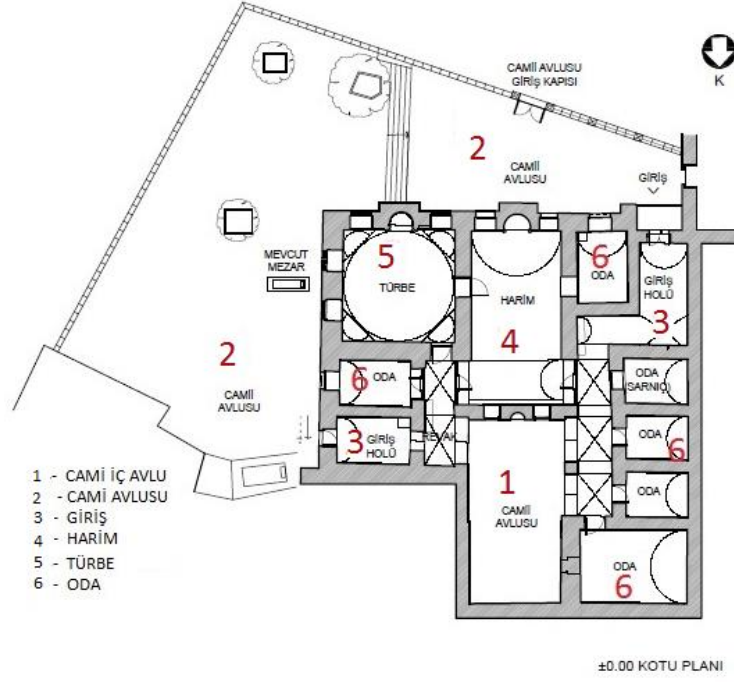 K
CAMİİ AVLUSU
GİRİŞ KAPISI
2
CAMİİ
AVLUSU
GİRİŞ
5
TÜRBE
HARİM
4
6
ODA
GİRİŞ
HOLÜ
3
MEVCUT
MEZAR
2
CAMİİ
AVLUSU
6 ODA
3 GİRİŞ
HOLÜ
REVAK
ODA
(SARNIÇ)
ODA
6
ODA
1
CAMİİ
AVLUSU
ODA
6
1 - CAMİ İÇ AVLU
2 - CAMİ AVLUSU
3 - GİRİŞ
4 - HARİM
5 - TÜRBE
6 - ODA
±0.00 KOTU PLANI